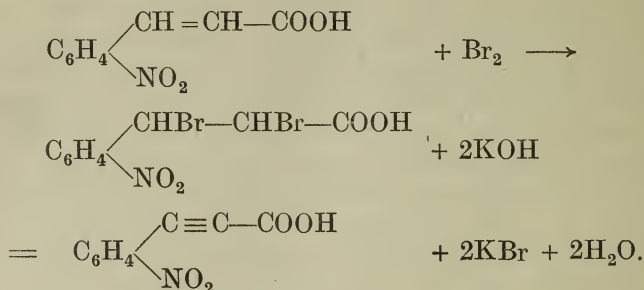 CH=CH—COOH
C6H4 + Br2 ⟶
NO2
CHBr—CHBr—COOH
C6H4 + 2KOH
NO2
C≡C—COOH
= C6H4 + 2KBr + 2H2O.
NO2